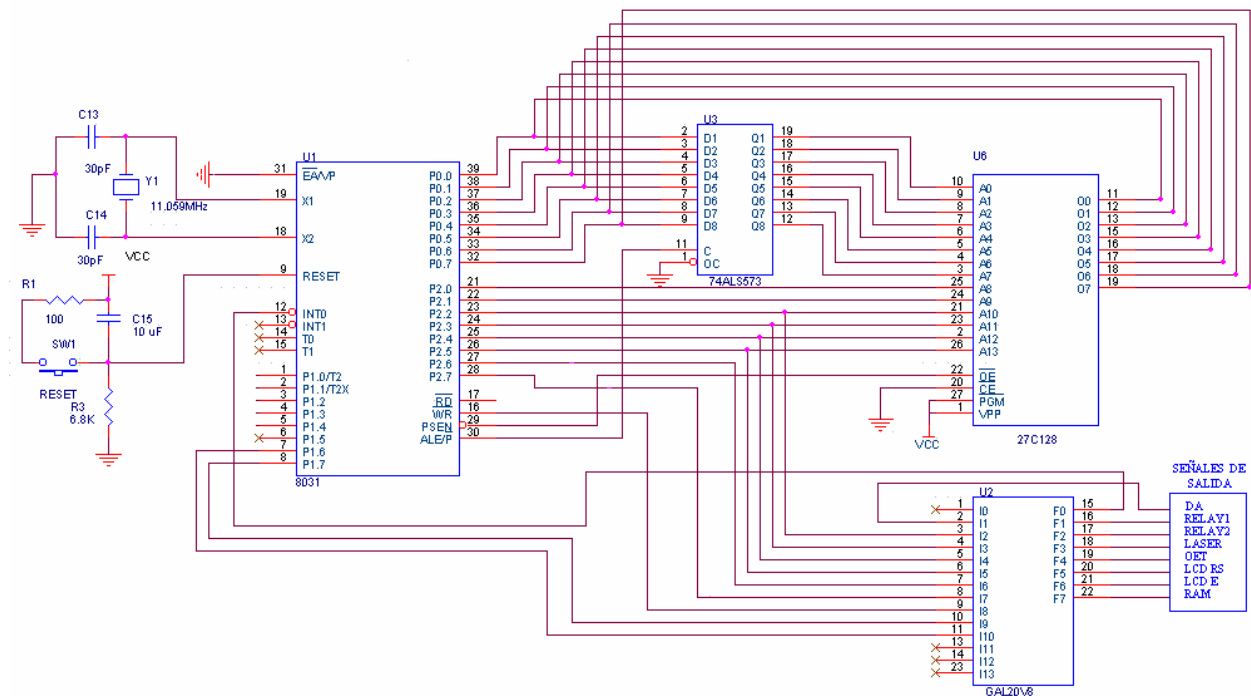 C13
30pF
Y1
11.059MHz
C14
30pF
VCC
R1
100
C15
10 uF
SW1
RESET
R3
6.8K
U1
31 EA/VP
19 X1
18 X2
9 RESET
12 INT0
13 INT1
14 T0
15 T1
1 P1.0/T2
2 P1.1/T2X
3 P1.2
4 P1.3
5 P1.4
6 P1.5
7 P1.6
8 P1.7
P0.0 39
P0.1 38
P0.2 37
P0.3 36
P0.4 35
P0.5 34
P0.6 33
P0.7 32
P2.0 21
P2.1 22
P2.2 23
P2.3 24
P2.4 25
P2.5 26
P2.6 27
P2.7 28
RD 17
WR 16
PSEN 29
ALE/P 30
8031
U3
2 D1 Q1 19
3 D2 Q2 18
4 D3 Q3 17
5 D4 Q4 16
6 D5 Q5 15
7 D6 Q6 14
8 D7 Q7 13
9 D8 Q8 12
11 C
1 OC
74ALS573
U6
10 A0
9 A1
8 A2
7 A3
6 A4
5 A5
4 A6
3 A7
25 A8
24 A9
21 A10
23 A11
2 A12
26 A13
22 OE
20 CE
27 PGM
1 VPP
O0 11
O1 12
O2 13
O3 15
O4 16
O5 17
O6 18
O7 19
VCC
27C128
U2
1 I0
2 I1
3 I2
4 I3
5 I4
6 I5
7 I6
8 I7
9 I8
10 I9
11 I10
13 I11
14 I12
23 I13
F0 15
F1 16
F2 17
F3 18
F4 19
F5 20
F6 21
F7 22
GAL20V8
SEÑALES DE
SALIDA
DA
RELAY1
RELAY2
LASER
OET
LCD RS
LCD E
RAM